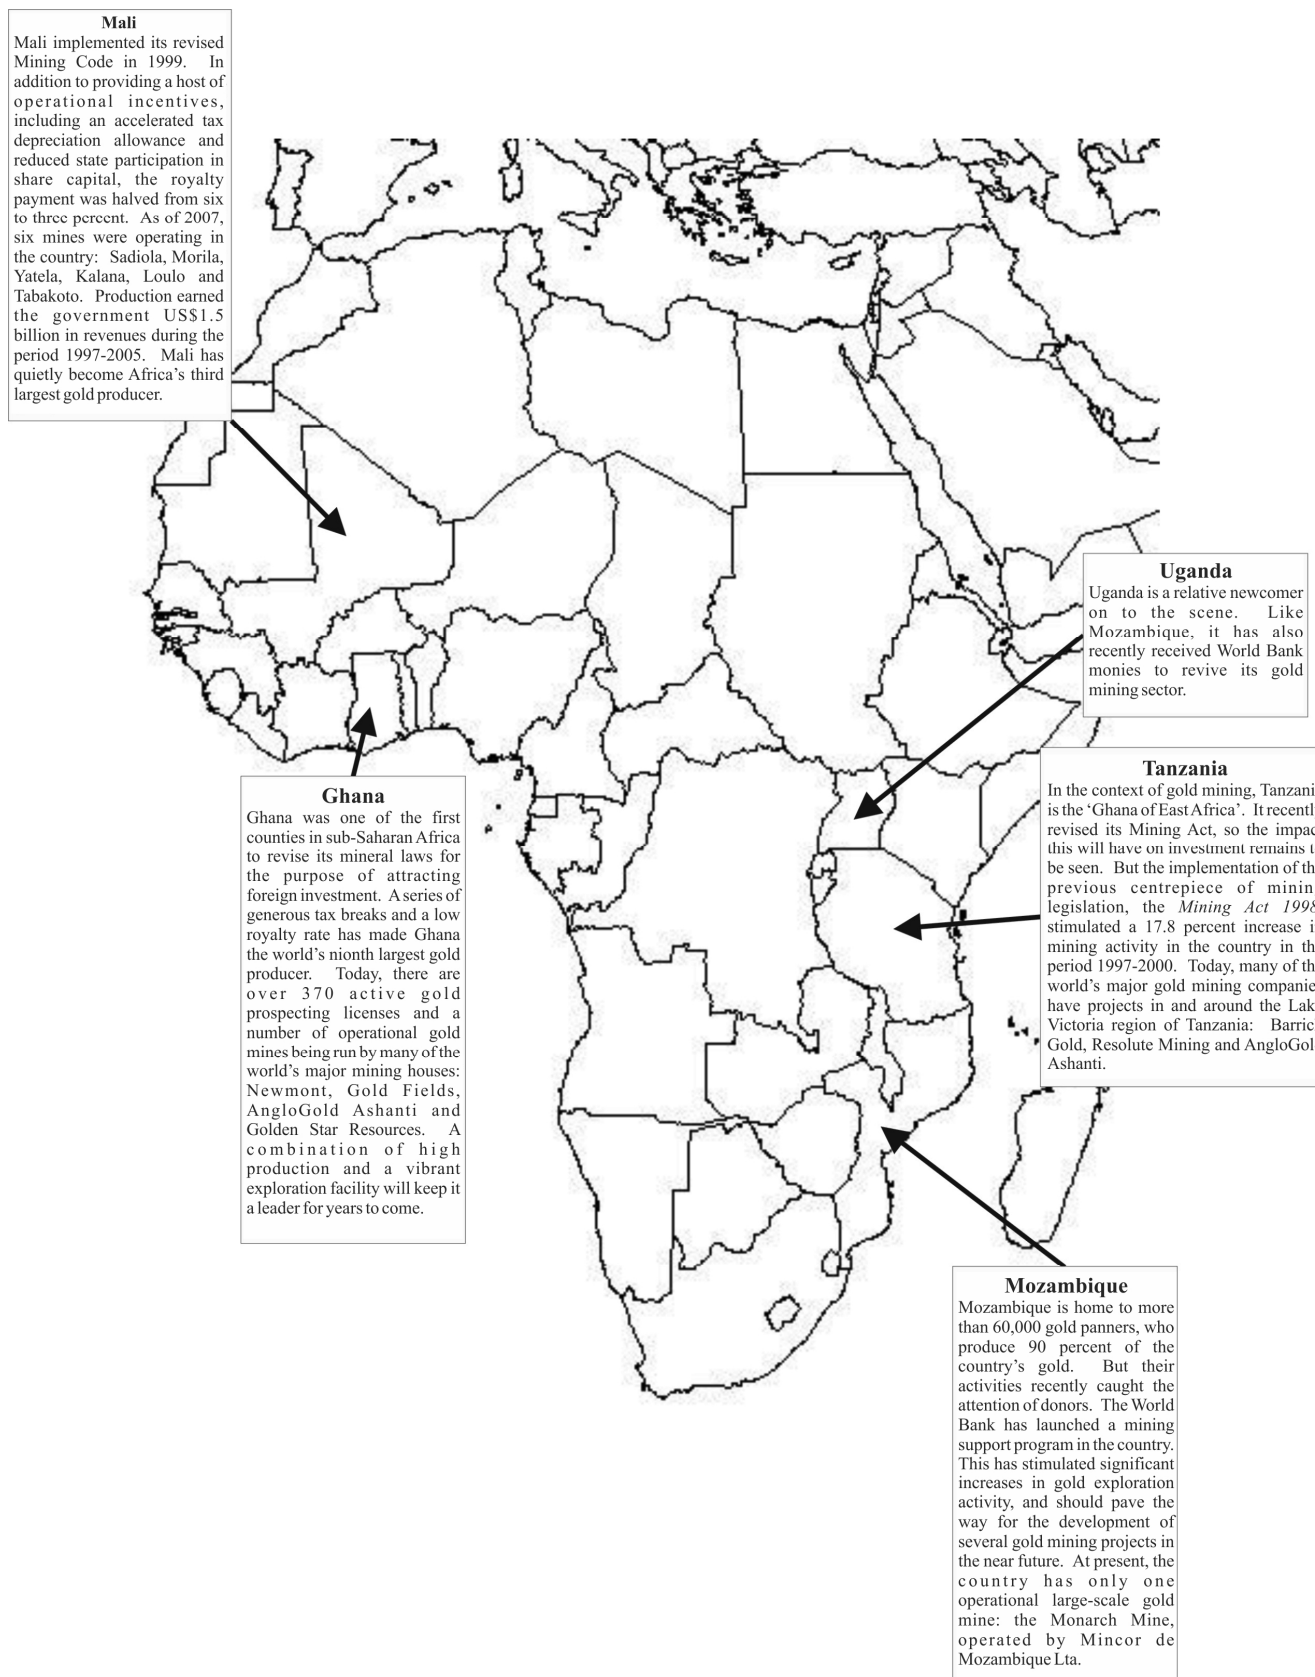 Mali
Mali implemented its revised
Mining Code in 1999. In
addition to providing a host of
operational incentives,
including an accelerated tax
depreciation allowance and
reduced state participation in
share capital, the royalty
payment was halved from six
to three percent. As of 2007,
six mines were operating in
the country: Sadiola, Morila,
Yatela, Kalana, Loulo and
Tabakoto. Production earned
the government US$1.5
billion in revenues during the
period 1997-2005. Mali has
quietly become Africa's third
largest gold producer.
Uganda
Uganda is a relative newcomer
on to the scene. Like
Mozambique, it has also
recently received World Bank
monies to revive its gold
mining sector.
Tanzania
In the context of gold mining, Tanzani
is the 'Ghana of East Africa'. It recentl
revised its Mining Act, so the impac
this will have on investment remains t
be seen. But the implementation of th
previous centrepiece of minin
legislation, the Mining Act 1998
stimulated a 17.8 percent increase i
mining activity in the country in th
period 1997-2000. Today, many of th
world's major gold mining companie
have projects in and around the Lak
Victoria region of Tanzania: Barric
Gold, Resolute Mining and AngloGol
Ashanti.
Ghana
Ghana was one of the first
counties in sub-Saharan Africa
to revise its mineral laws for
the purpose of attracting
foreign investment. A series of
generous tax breaks and a low
royalty rate has made Ghana
the world's nionth largest gold
producer. Today, there are
over 370 active gold
prospecting licenses and a
number of operational gold
mines being run by many of the
world's major mining houses:
Newmont, Gold Fields,
AngloGold Ashanti and
Golden Star Resources. A
combination of high
production and a vibrant
exploration facility will keep it
a leader for years to come.
Mozambique
Mozambique is home to more
than 60,000 gold panners, who
produce 90 percent of the
country's gold. But their
activities recently caught the
attention of donors. The World
Bank has launched a mining
support program in the country.
This has stimulated significant
increases in gold exploration
activity, and should pave the
way for the development of
several gold mining projects in
the near future. At present, the
country has only one
operational large-scale gold
mine: the Monarch Mine,
operated by Mincor de
Mozambique Lta.